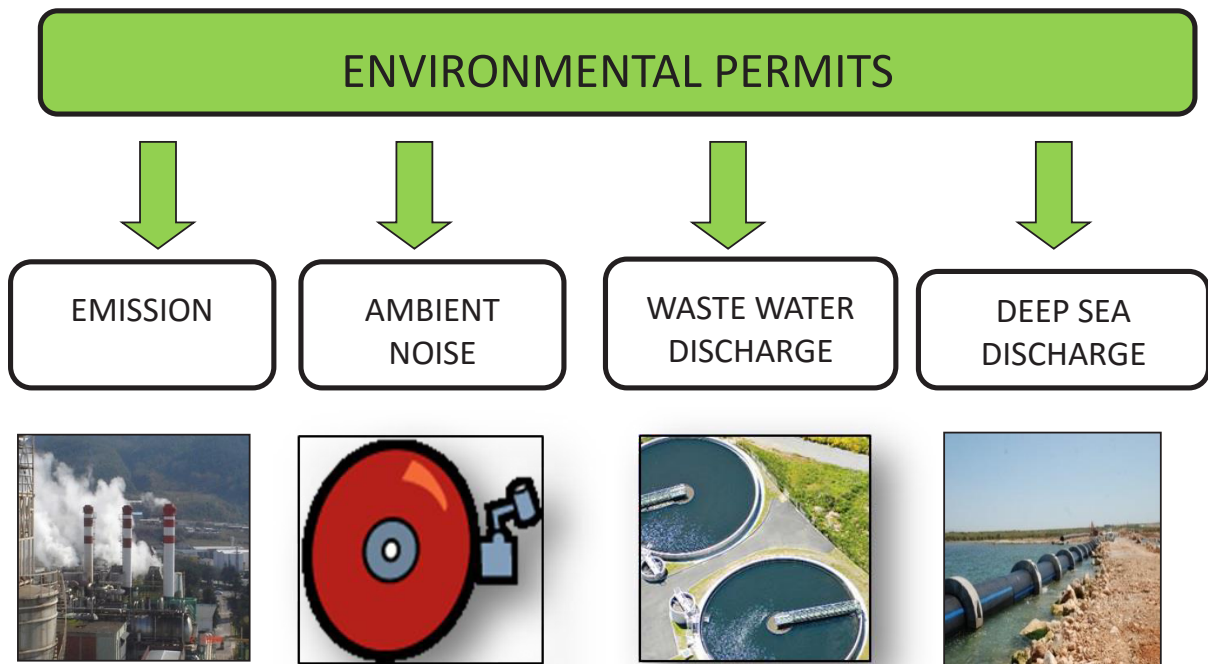 ENVIRONMENTAL PERMITS
EMISSION
AMBIENT
NOISE
WASTE WATER
DISCHARGE
DEEP SEA
DISCHARGE